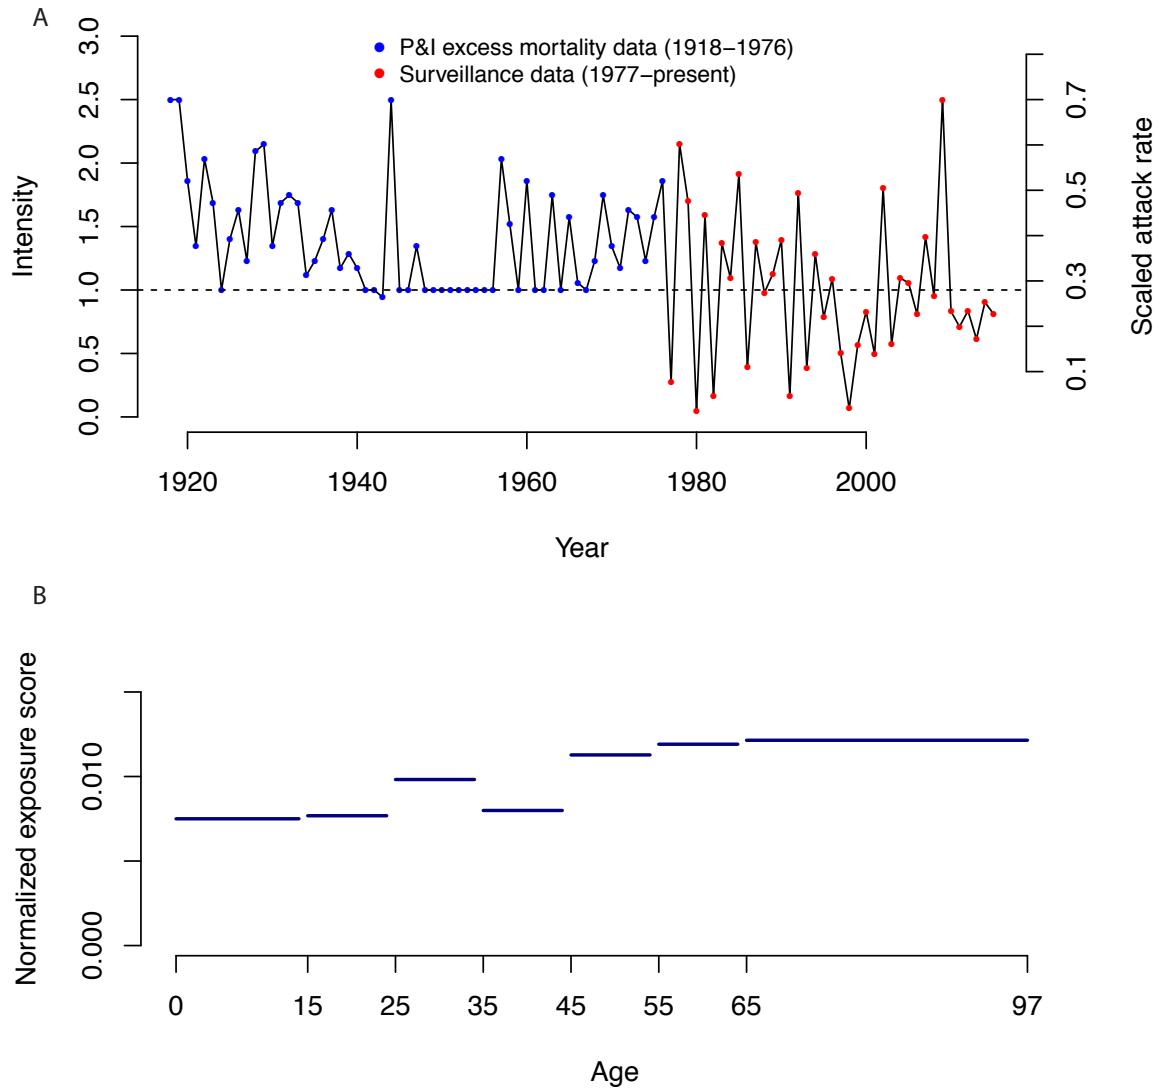 A
P&I excess mortality data (1918−1976)
Surveillance data (1977−present)
Intensity
3.0
2.5
2.0
1.5
1.0
0.5
0.0
Scaled attack rate
0.7
0.5
0.3
0.1
1920 1940 1960 1980 2000
Year
B
Normalized exposure score
0.010
0.000
0 15 25 35 45 55 65 97
Age